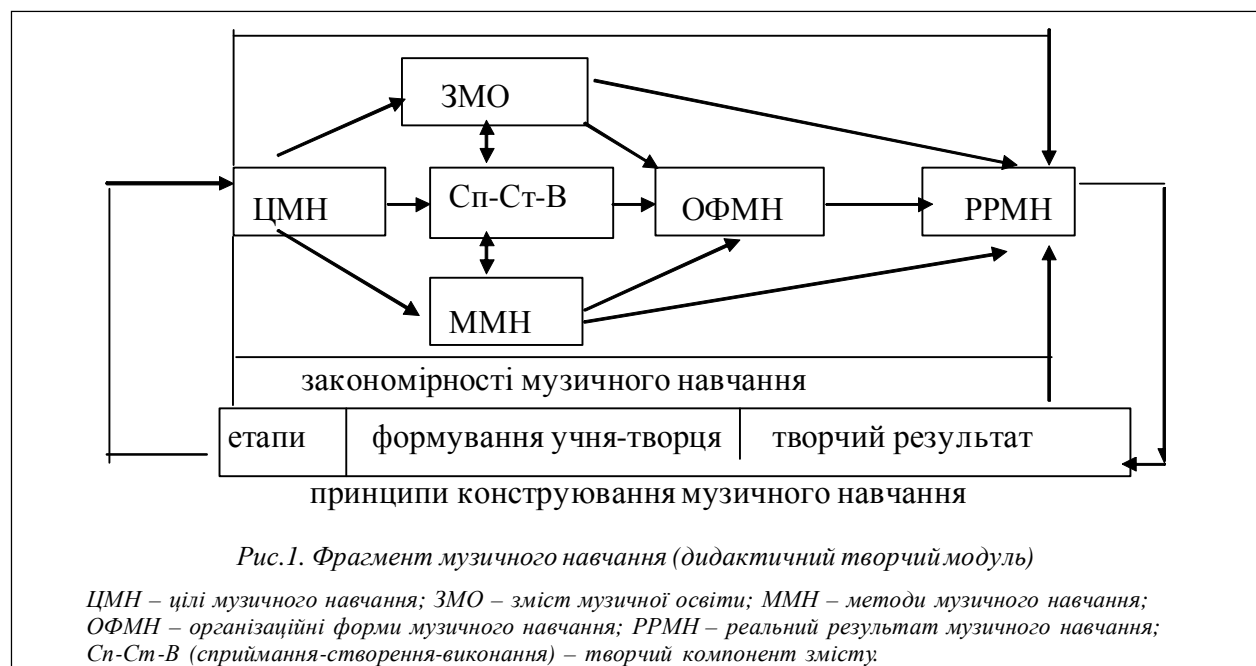 ЗМО
ЦМН
Сп-Ст-В
ОФМН
РРМН
ММН
закономірності музичного навчання
етапи
формування учня-творця
творчий результат
принципи конструювання музичного навчання
Рис.1. Фрагмент музичного навчання (дидактичний творчий модуль)
ЦМН – цілі музичного навчання; ЗМО – зміст музичної освіти; ММН – методи музичного навчання;
ОФМН – організаційні форми музичного навчання; РРМН – реальний результат музичного навчання;
Сп-Ст-В (сприймання-створення-виконання) – творчий компонент змісту.